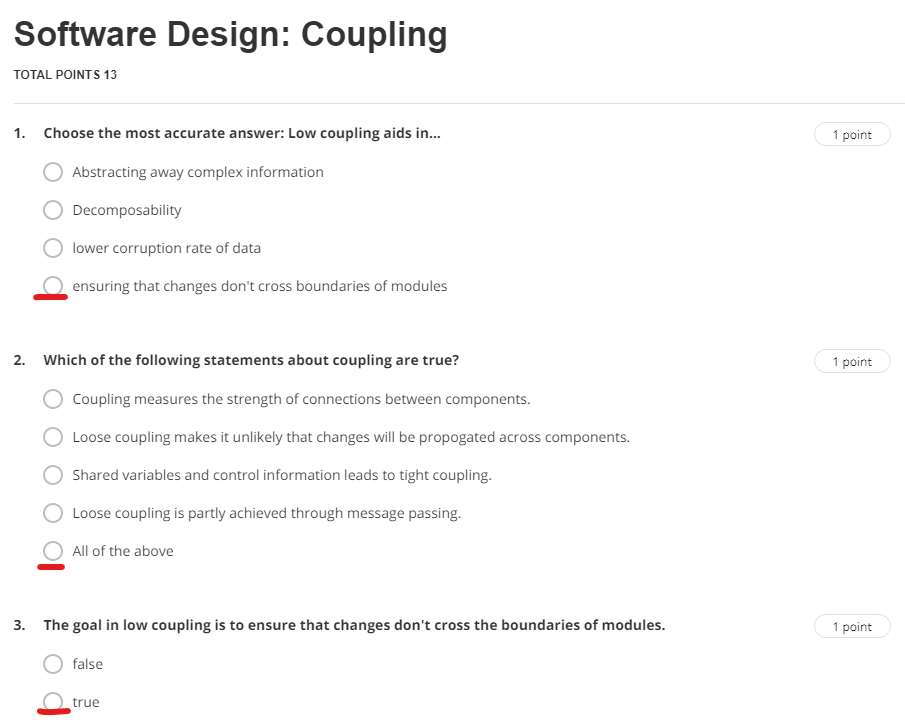 Software Design: Coupling
TOTAL POINTS 13
1. Choose the most accurate answer: Low coupling aids in... 1 point
Abstracting away complex information
Decomposability
lower corruption rate of data
ensuring that changes don't cross boundaries of modules
2. Which of the following statements about coupling are true? 1 point
Coupling measures the strength of connections between components.
Loose coupling makes it unlikely that changes will be propogated across components.
Shared variables and control information leads to tight coupling.
Loose coupling is partly achieved through message passing.
All of the above
3. The goal in low coupling is to ensure that changes don't cross the boundaries of modules. 1 point
false
true